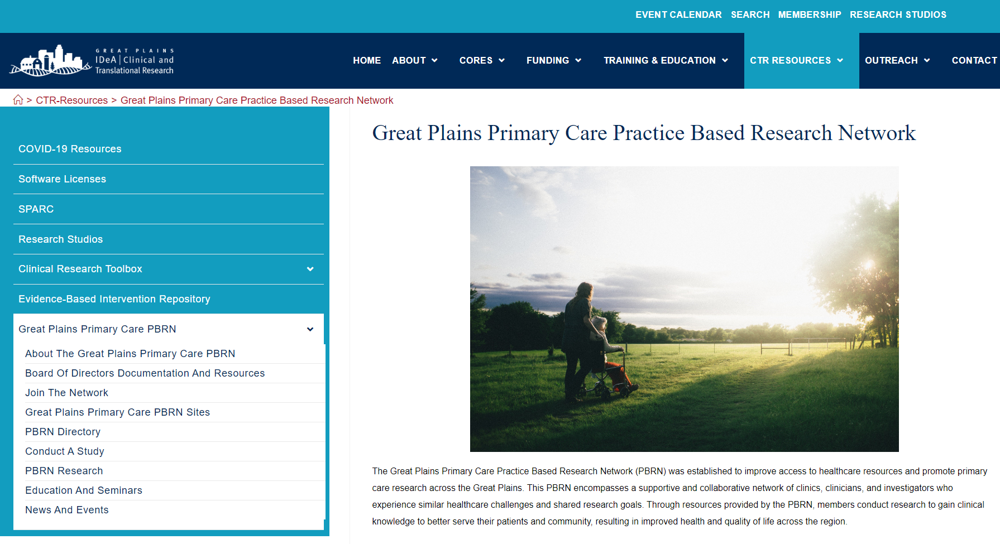 EVENT CALENDAR SEARCH MEMBERSHIP RESEARCH STUDIOS
GREAT PLAINS
IDeA | Clinical and
Translational Research
HOME ABOUT CORES FUNDING TRAINING & EDUCATION CTR RESOURCES OUTREACH CONTACT
> CTR-Resources > Great Plains Primary Care Practice Based Research Network
COVID-19 Resources
Software Licenses
SPARC
Research Studios
Clinical Research Toolbox
Evidence-Based Intervention Repository
Great Plains Primary Care PBRN
About The Great Plains Primary Care PBRN
Board Of Directors Documentation And Resources
Join The Network
Great Plains Primary Care PBRN Sites
PBRN Directory
Conduct A Study
PBRN Research
Education And Seminars
News And Events
Great Plains Primary Care Practice Based Research Network
The Great Plains Primary Care Practice Based Research Network (PBRN) was established to improve access to healthcare resources and promote primary
care research across the Great Plains. This PBRN encompasses a supportive and collaborative network of clinics, clinicians, and investigators who
experience similar healthcare challenges and shared research goals. Through resources provided by the PBRN, members conduct research to gain clinical
knowledge to better serve their patients and community, resulting in improved health and quality of life across the region.